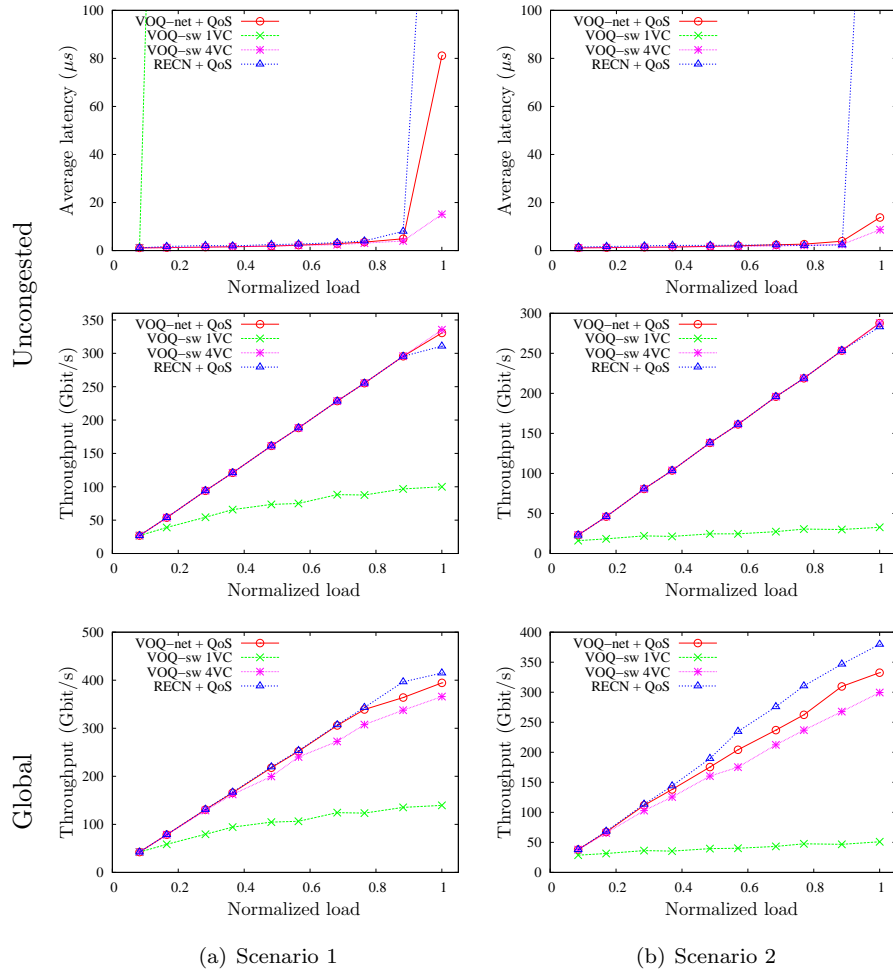 Uncongested
Average latency (μs)
100
80
60
40
20
0
0 0.2 0.4 0.6 0.8 1
Normalized load
VOQ-net + QoS
VOQ-sw 1VC
VOQ-sw 4VC
RECN + QoS
Average latency (μs)
100
80
60
40
20
0
0 0.2 0.4 0.6 0.8 1
Normalized load
VOQ-net + QoS
VOQ-sw 1VC
VOQ-sw 4VC
RECN + QoS
Throughput (Gbit/s)
350
300
250
200
150
100
50
0
0 0.2 0.4 0.6 0.8 1
Normalized load
VOQ-net + QoS
VOQ-sw 1VC
VOQ-sw 4VC
RECN + QoS
Throughput (Gbit/s)
300
250
200
150
100
50
0
0 0.2 0.4 0.6 0.8 1
Normalized load
VOQ-net + QoS
VOQ-sw 1VC
VOQ-sw 4VC
RECN + QoS
Global
Throughput (Gbit/s)
500
400
300
200
100
0
0 0.2 0.4 0.6 0.8 1
Normalized load
VOQ-net + QoS
VOQ-sw 1VC
VOQ-sw 4VC
RECN + QoS
Throughput (Gbit/s)
400
350
300
250
200
150
100
50
0
0 0.2 0.4 0.6 0.8 1
Normalized load
VOQ-net + QoS
VOQ-sw 1VC
VOQ-sw 4VC
RECN + QoS
(a) Scenario 1
(b) Scenario 2